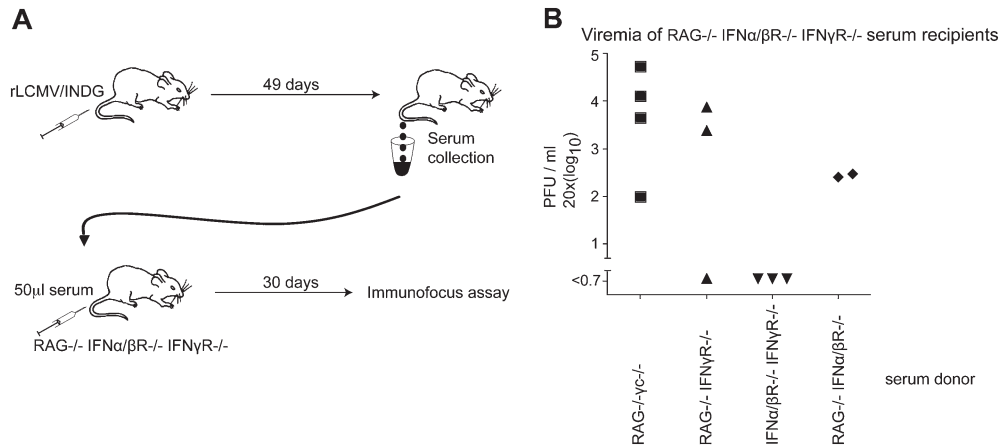 A
rLCMV/INDG
49 days
Serum
collection
50µl serum
30 days
Immunofocus assay
RAG-/- IFNα/βR-/- IFNγR-/-
B
Viremia of RAG-/- IFNα/βR-/- IFNγR-/- serum recipients
PFU / ml
20x(log10)
5
4
3
2
1
<0.7
RAG-/-γc-/-
RAG-/- IFNγR-/-
IFNα/βR-/- IFNγR-/-
RAG-/- IFNα/βR-/-
serum donor